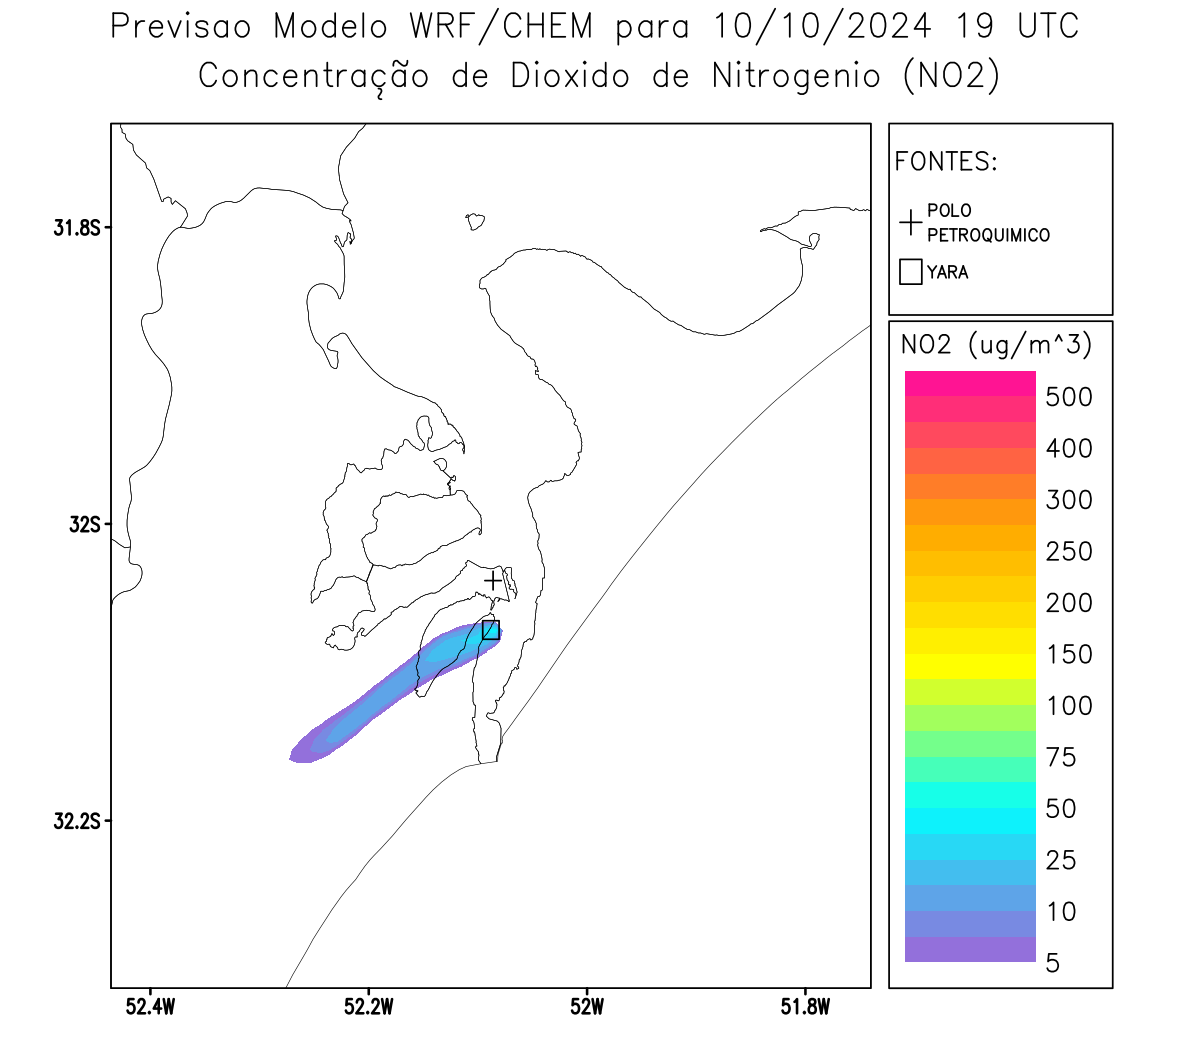 Previsao Modelo WRF/CHEM para 10/10/2024 19 UTC
Concentração de Dioxido de Nitrogenio (NO2)
FONTES:
POLO
PETROQUIMICO
YARA
NO2 (ug/m^3)
500
400
300
250
200
150
100
75
50
25
10
5
31.8S
32S
32.2S
52.4W
52.2W
52W
51.8W